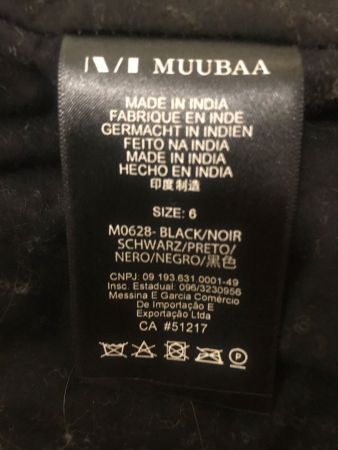 MUUBAA
MADE IN INDIA
FABRIQUE EN INDE
GERMACHT IN INDIEN
FEITO NA INDIA
MADE IN INDIA
HECHO EN INDIA
印度制造
SIZE: 6
M0628- BLACK/NOIR
SCHWARZ/PRETO/
NERO/NEGRO/黑色
CNPJ: 09 193.631.0001-49
Insc. Estadual: 096/3230956
Messina E Garcia Comércio
De Importação E
Exportação Ltda
CA #51217
P